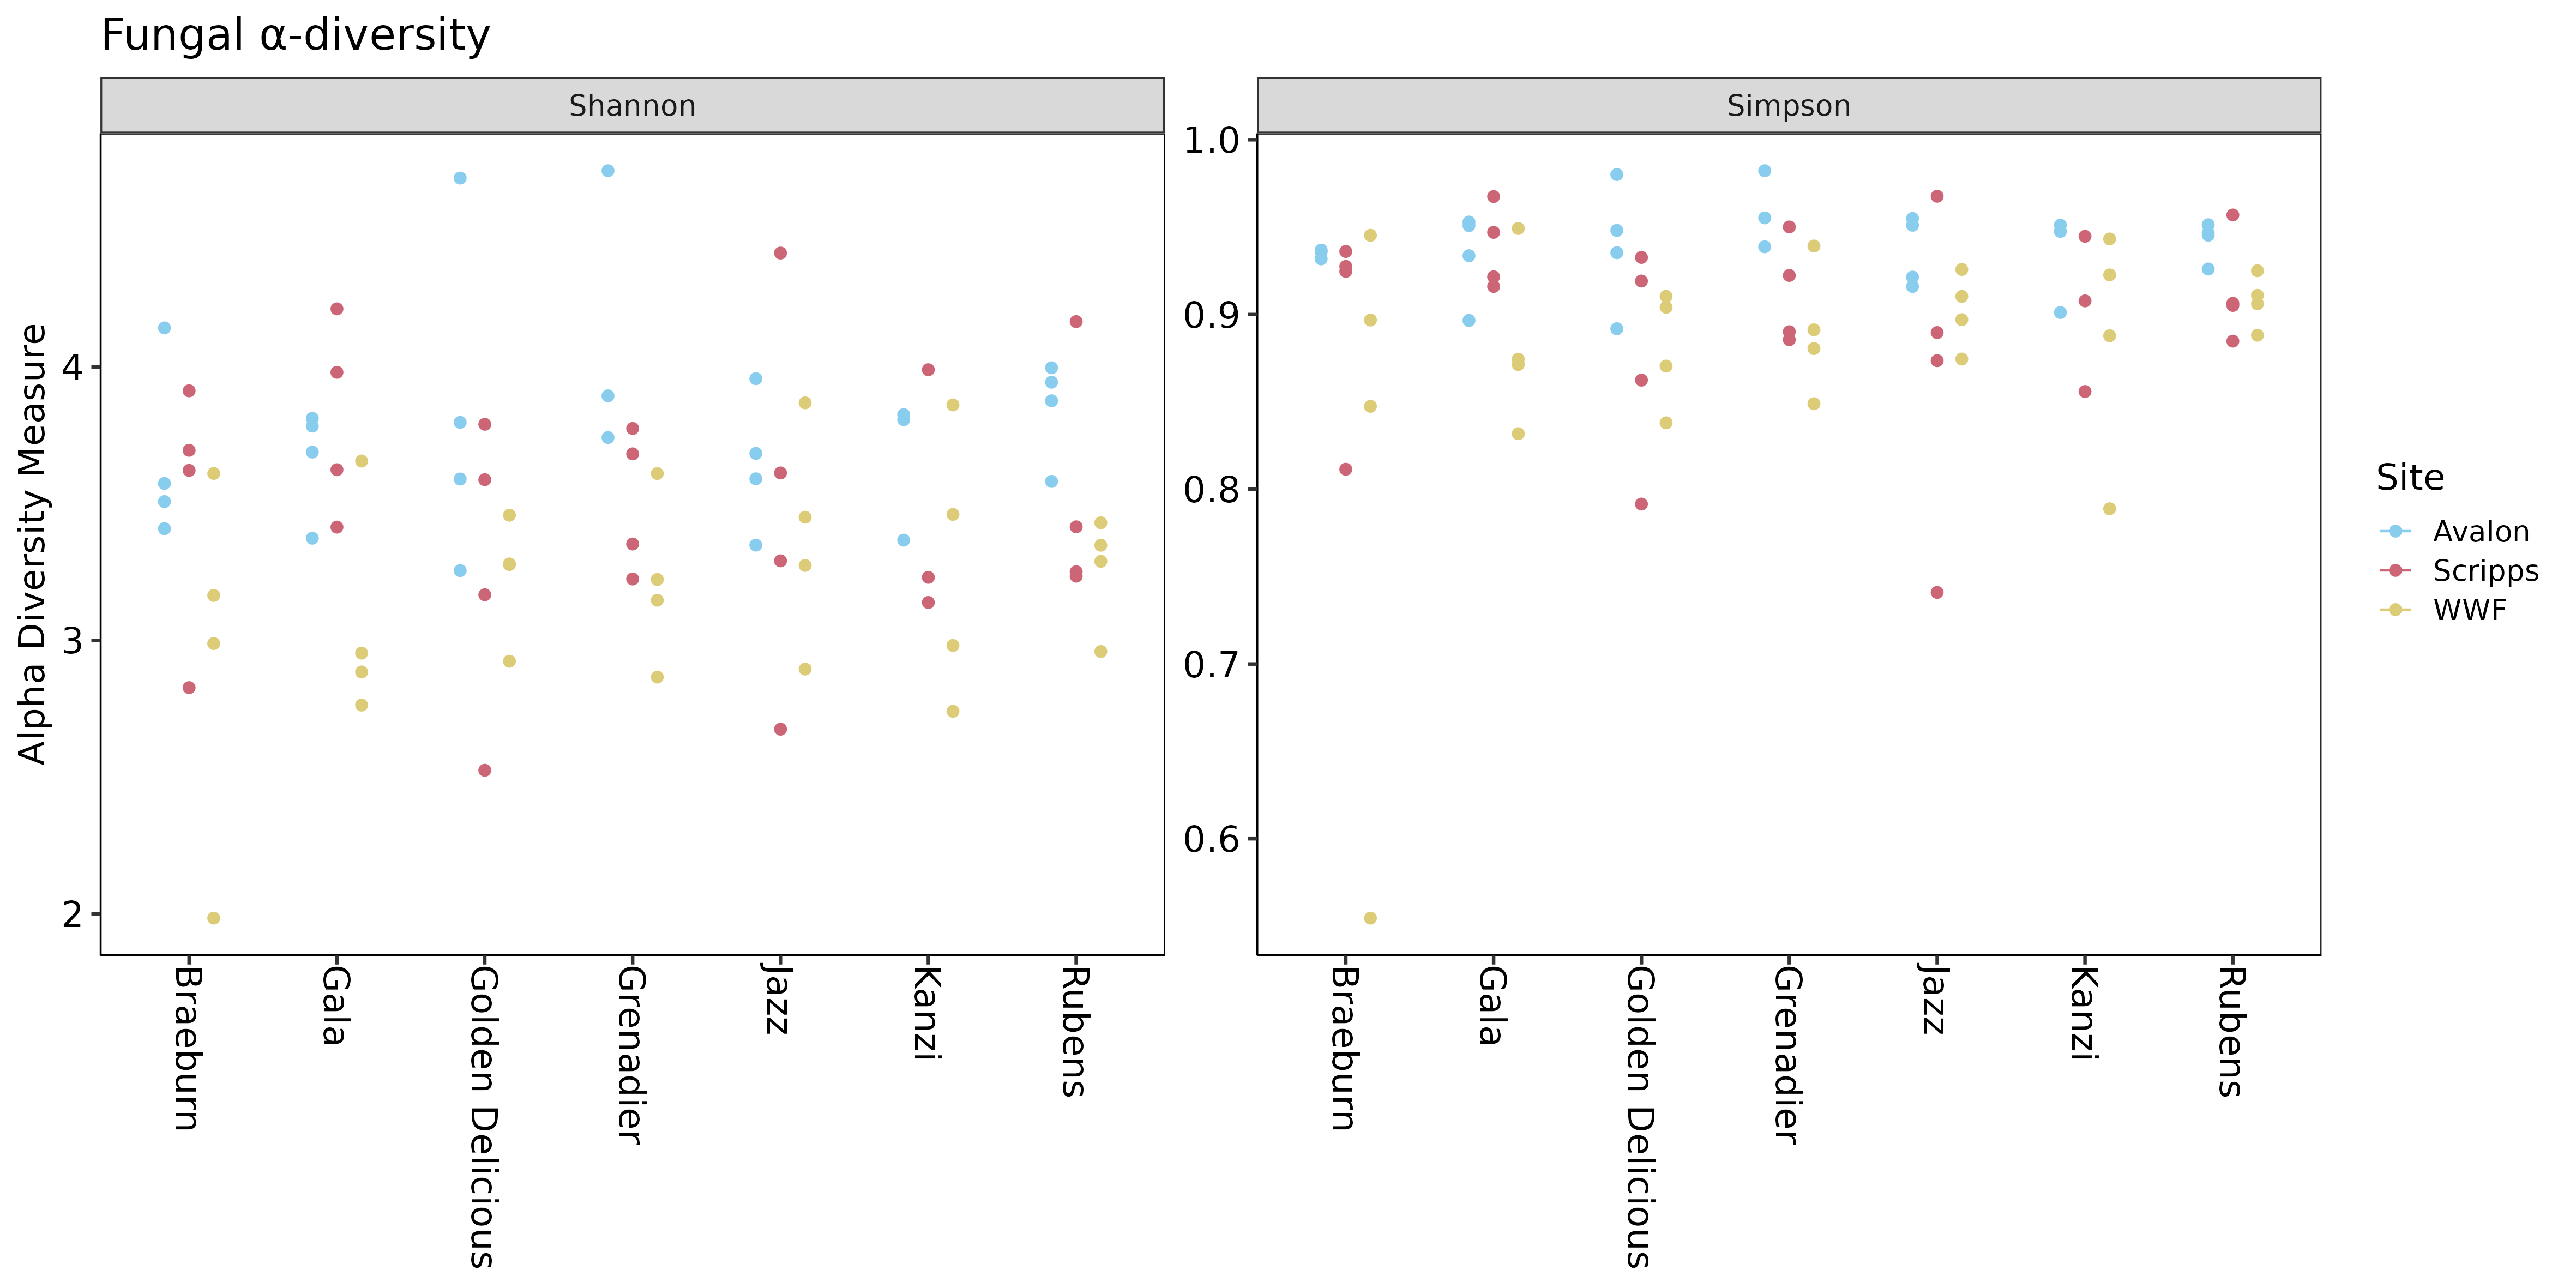 Fungal α-diversity
Shannon
Simpson
Alpha Diversity Measure
4
3
2
1.0
0.9
0.8
0.7
0.6
Braeburn
Gala
Golden Delicious
Grenadier
Jazz
Kanzi
Rubens
Braeburn
Gala
Golden Delicious
Grenadier
Jazz
Kanzi
Rubens
Site
Avalon
Scripps
WWF